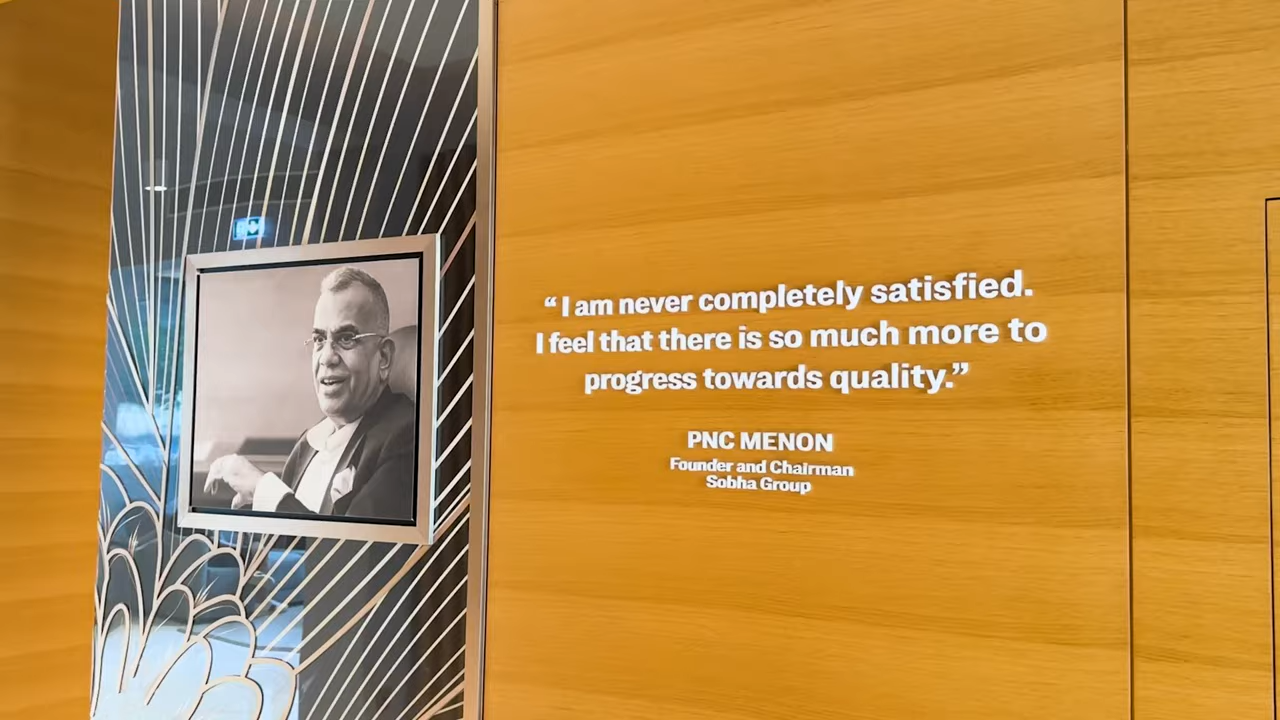 “ I am never completely satisfied.
I feel that there is so much more to
progress towards quality.”
PNC MENON
Founder and Chairman
Sobha Group